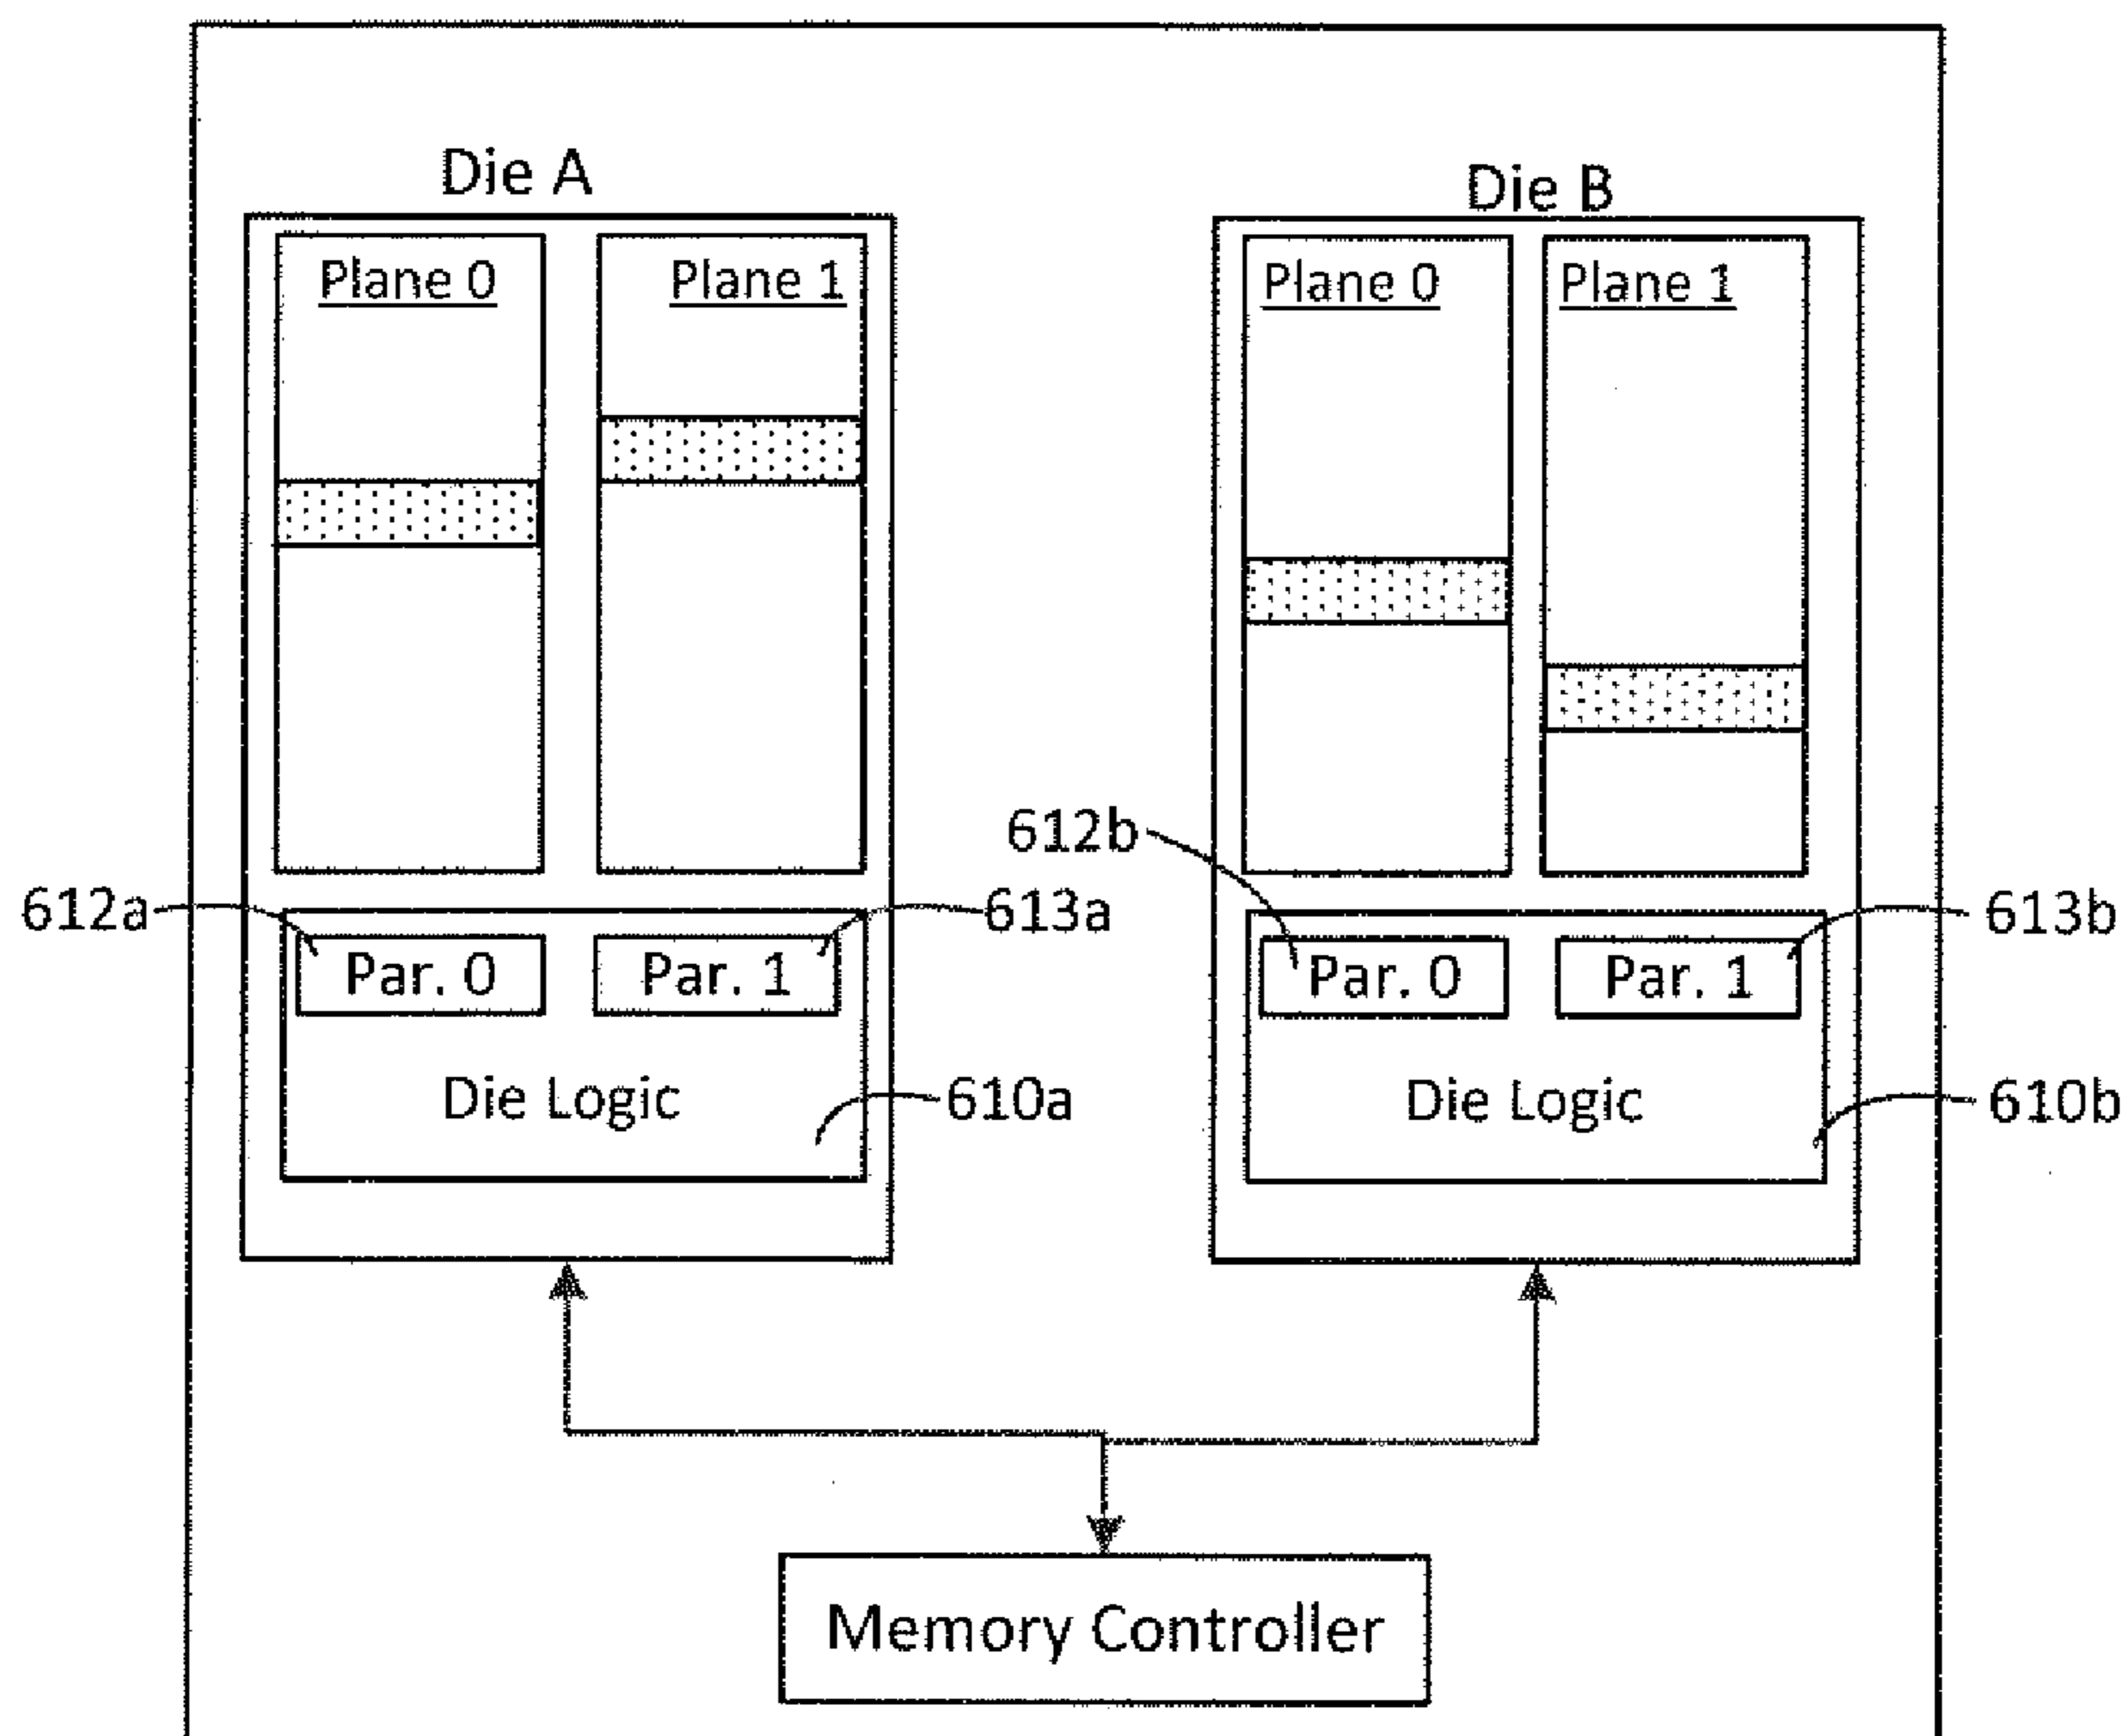 Die A
Die B
Plane 0
Plane 1
Plane 0
Plane 1
612b
612a
613a
613b
Par. 0
Par. 1
Par. 0
Par. 1
Die Logic
610a
Die Logic
610b
Memory Controller